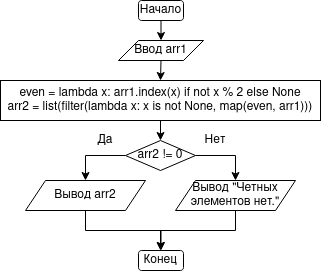 Начало
Ввод arr1
even = lambda x: arr1.index(x) if not x % 2 else None
arr2 = list(filter(lambda x: x is not None, map(even, arr1)))
Да
arr2 != 0
Нет
Вывод arr2
Вывод "Четных
элементов нет."
Конец